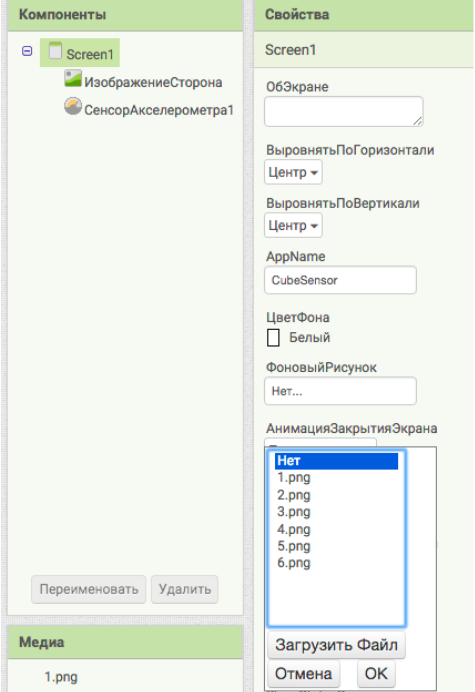 Компоненты
Screen1
ИзображениеСторона
СенсорАкселерометра1
Переименовать
Удалить
Медиа
1.png
Свойства
Screen1
ОбЭкране
ВыровнятьПоГоризонтали
Центр
ВыровнятьПоВертикали
Центр
AppName
CubeSensor
ЦветФона
Белый
ФоновыйРисунок
Нет...
АнимацияЗакрытияЭкрана
Нет
1.png
2.png
3.png
4.png
5.png
6.png
Загрузить Файл
Отмена
OK